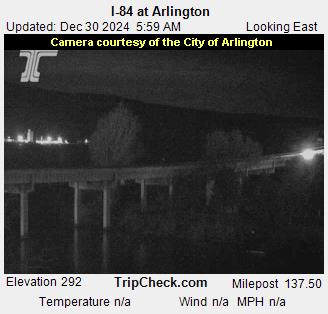 I-84 at Arlington
Updated: Dec 30 2024 5:59 AM Looking East
Camera courtesy of the City of Arlington
Elevation 292 TripCheck.com Milepost 137.50
Temperature n/a Wind n/a MPH n/a